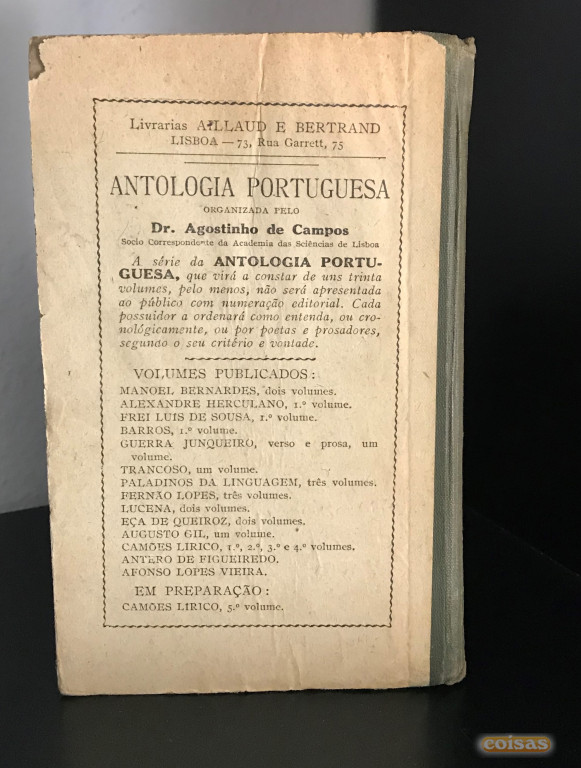 Livrarias AILLAUD E BERTRAND
LISBOA — 73, Rua Garrett, 75
ANTOLOGIA PORTUGUESA
ORGANIZADA PELO
Dr. Agostinho de Campos
Socio Correspondente da Academia das Sciências de Lisboa
A série da ANTOLOGIA PORTU-
GUESA, que virá a constar de uns trinta
volumes, pelo menos, não será apresentada
ao público com numeração editorial. Cada
possuidor a ordenará como entenda, ou cro-
nológicamente, ou por poetas e prosadores,
segundo o seu critério e vontade.
VOLUMES PUBLICADOS:
MANOEL BERNARDES, dois volumes.
ALEXANDRE HERCULANO, 1.º volume.
FREI LUIS DE SOUSA, 1.º volume.
BARROS, 1.º volume.
GUERRA JUNQUEIRO, verso e prosa, um
volume.
TRANCOSO, um volume.
PALADINOS DA LINGUAGEM, três volumes.
FERNÃO LOPES, três volumes.
LUCENA, dois volumes.
EÇA DE QUEIROZ, dois volumes.
AUGUSTO GIL, um volume.
CAMÕES LIRICO, 1.º, 2.º, 3.º e 4.º volumes.
ANTERO DE FIGUEIREDO.
AFONSO LOPES VIEIRA.
EM PREPARAÇÃO:
CAMÕES LIRICO, 5.º volume.
coisas